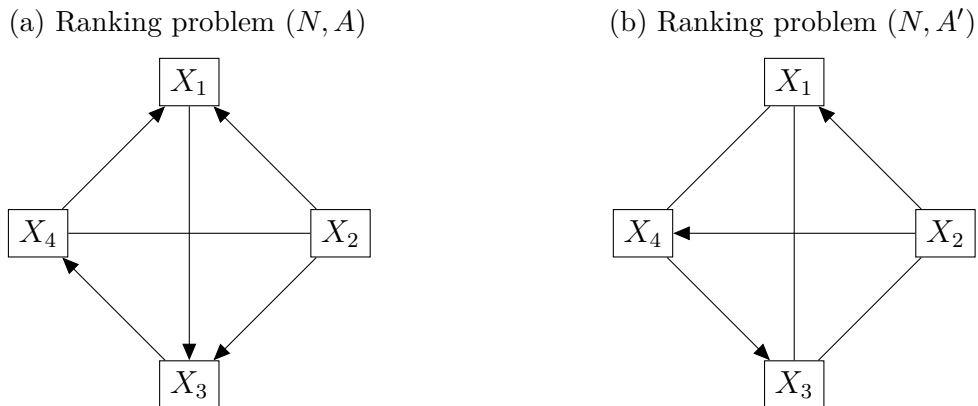 (a) Ranking problem (N, A)
X₁
X₄ X₂
X₃
(b) Ranking problem (N, A′)
X₁
X₄ X₂
X₃